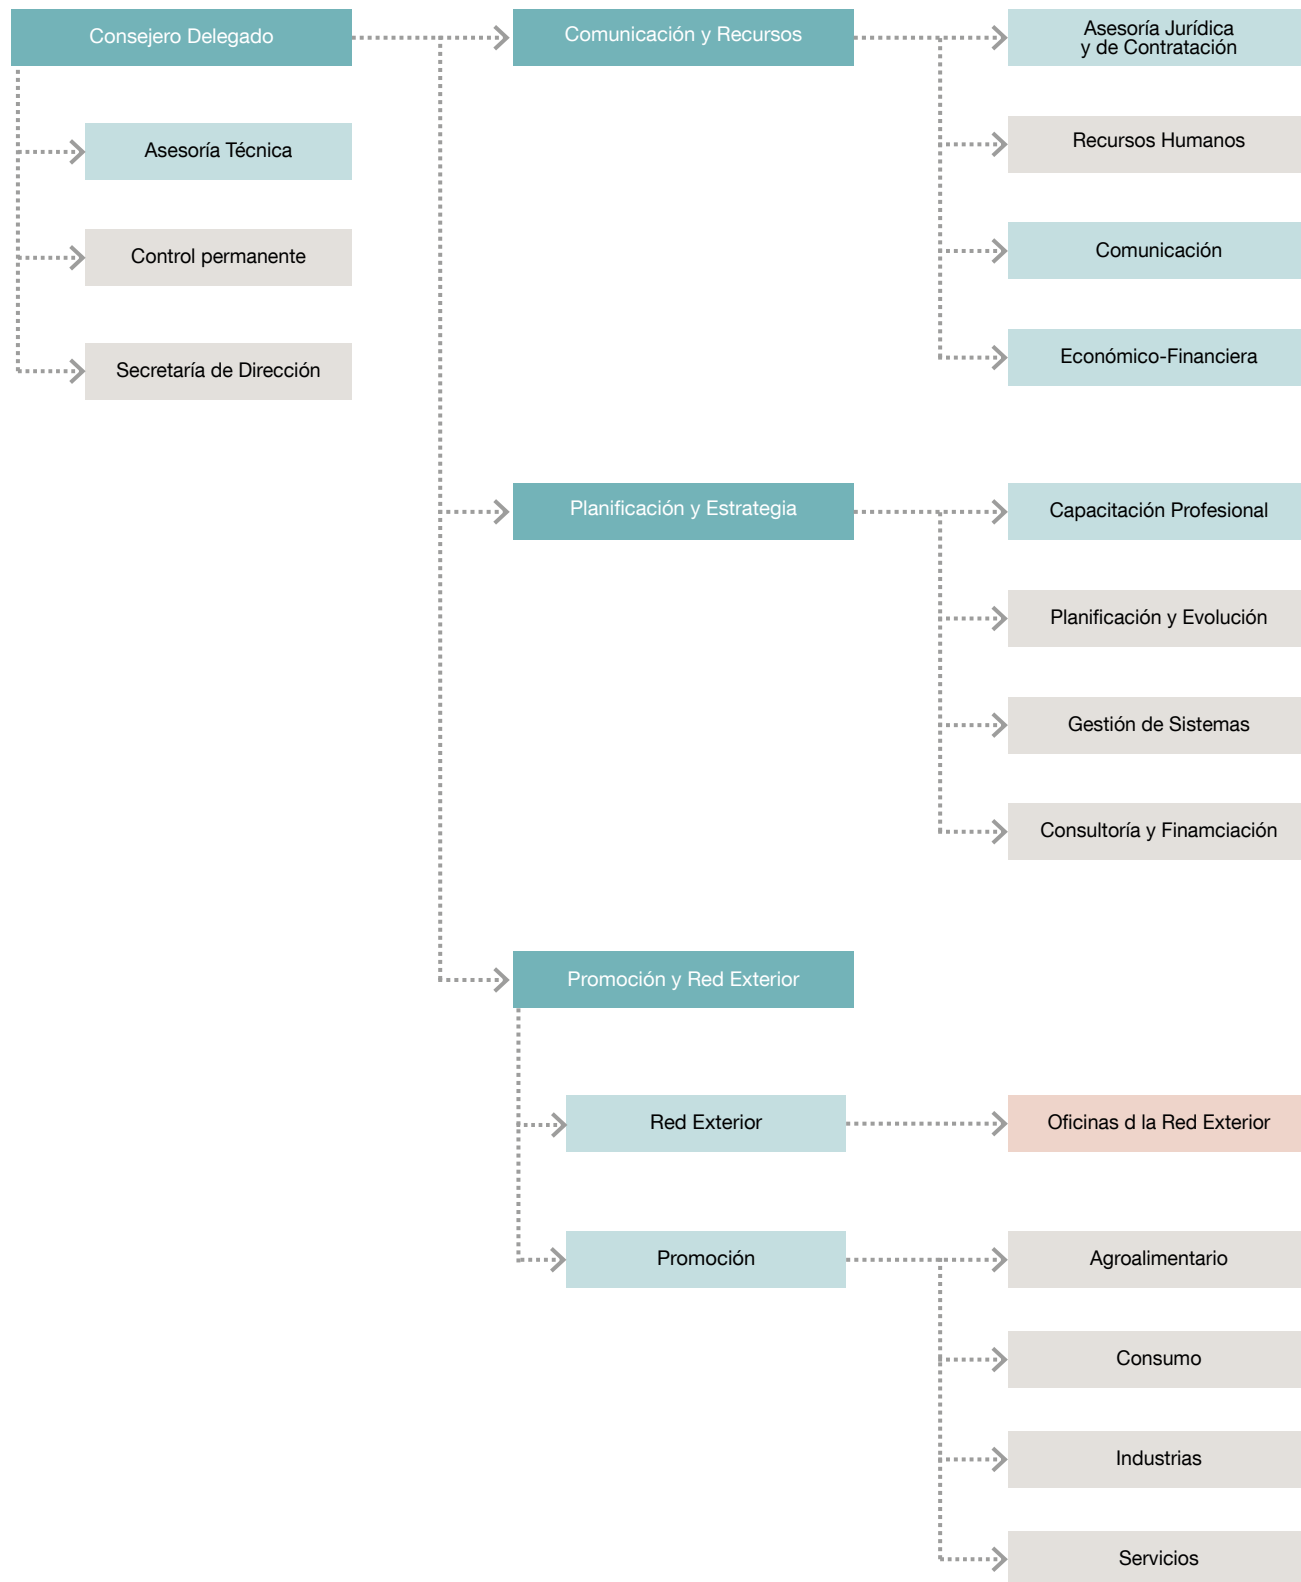 Consejero Delegado
Asesoría Técnica
Control permanente
Secretaría de Dirección
Comunicación y Recursos
Asesoría Jurídica
y de Contratación
Recursos Humanos
Comunicación
Económico-Financiera
Planificación y Estrategia
Capacitación Profesional
Planificación y Evolución
Gestión de Sistemas
Consultoría y Finamciación
Promoción y Red Exterior
Red Exterior
Oficinas d la Red Exterior
Promoción
Agroalimentario
Consumo
Industrias
Servicios